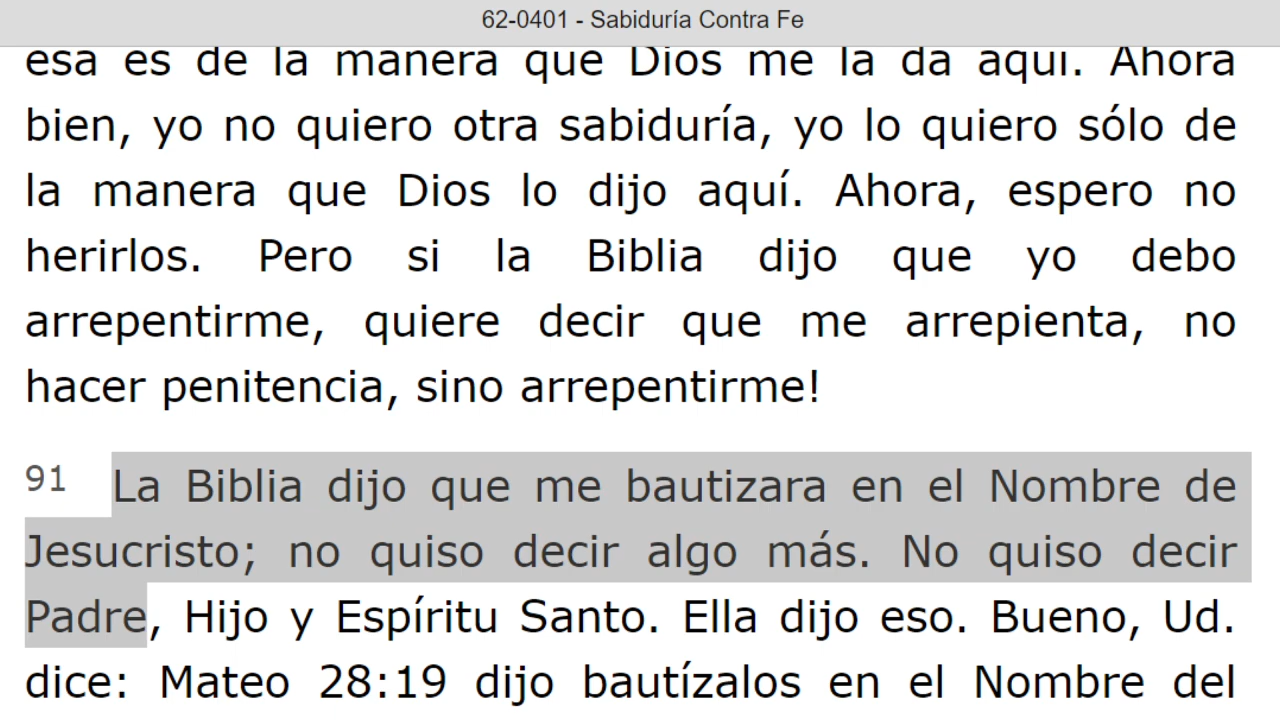 62-0401 - Sabiduría Contra Fe
esa es de la manera que Dios me la da aquí. Ahora
bien, yo no quiero otra sabiduría, yo lo quiero sólo de
la manera que Dios lo dijo aquí. Ahora, espero no
herirlos. Pero si la Biblia dijo que yo debo
arrepentirme, quiere decir que me arrepienta, no
hacer penitencia, sino arrepentirme!
91 La Biblia dijo que me bautizara en el Nombre de
Jesucristo; no quiso decir algo más. No quiso decir
Padre, Hijo y Espíritu Santo. Ella dijo eso. Bueno, Ud.
dice: Mateo 28:19 dijo bautízalos en el Nombre del